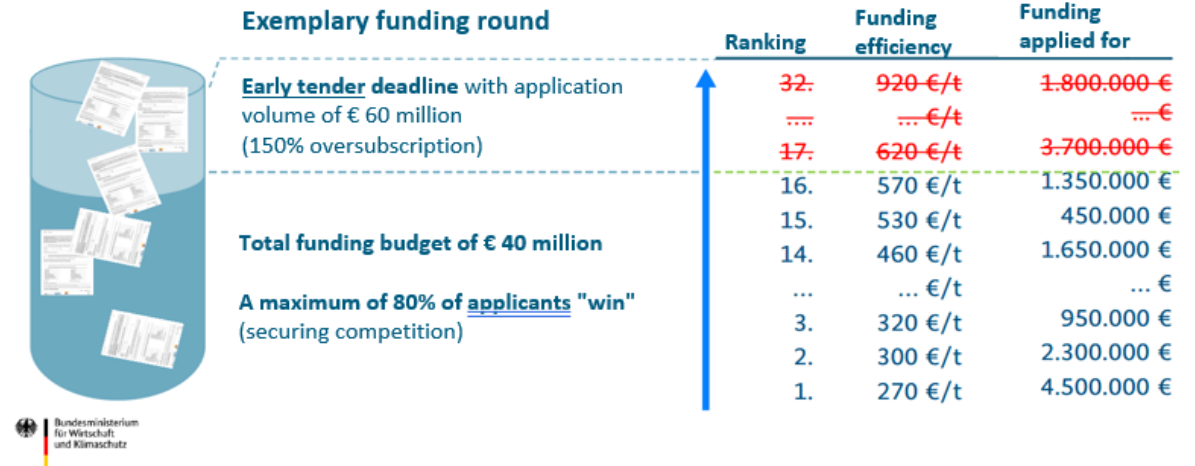 Exemplary funding round
Ranking
Funding efficiency
Funding applied for
Early tender deadline with application
volume of € 60 million
(150% oversubscription)
Total funding budget of € 40 million
A maximum of 80% of applicants "win"
(securing competition)
32. 920 €/t 1.800.000 €
.... ... €/t ... €
17. 620 €/t 3.700.000 €
16. 570 €/t 1.350.000 €
15. 530 €/t 450.000 €
14. 460 €/t 1.650.000 €
... ... €/t ... €
3. 320 €/t 950.000 €
2. 300 €/t 2.300.000 €
1. 270 €/t 4.500.000 €
Bundesministerium
für Wirtschaft
und Klimaschutz